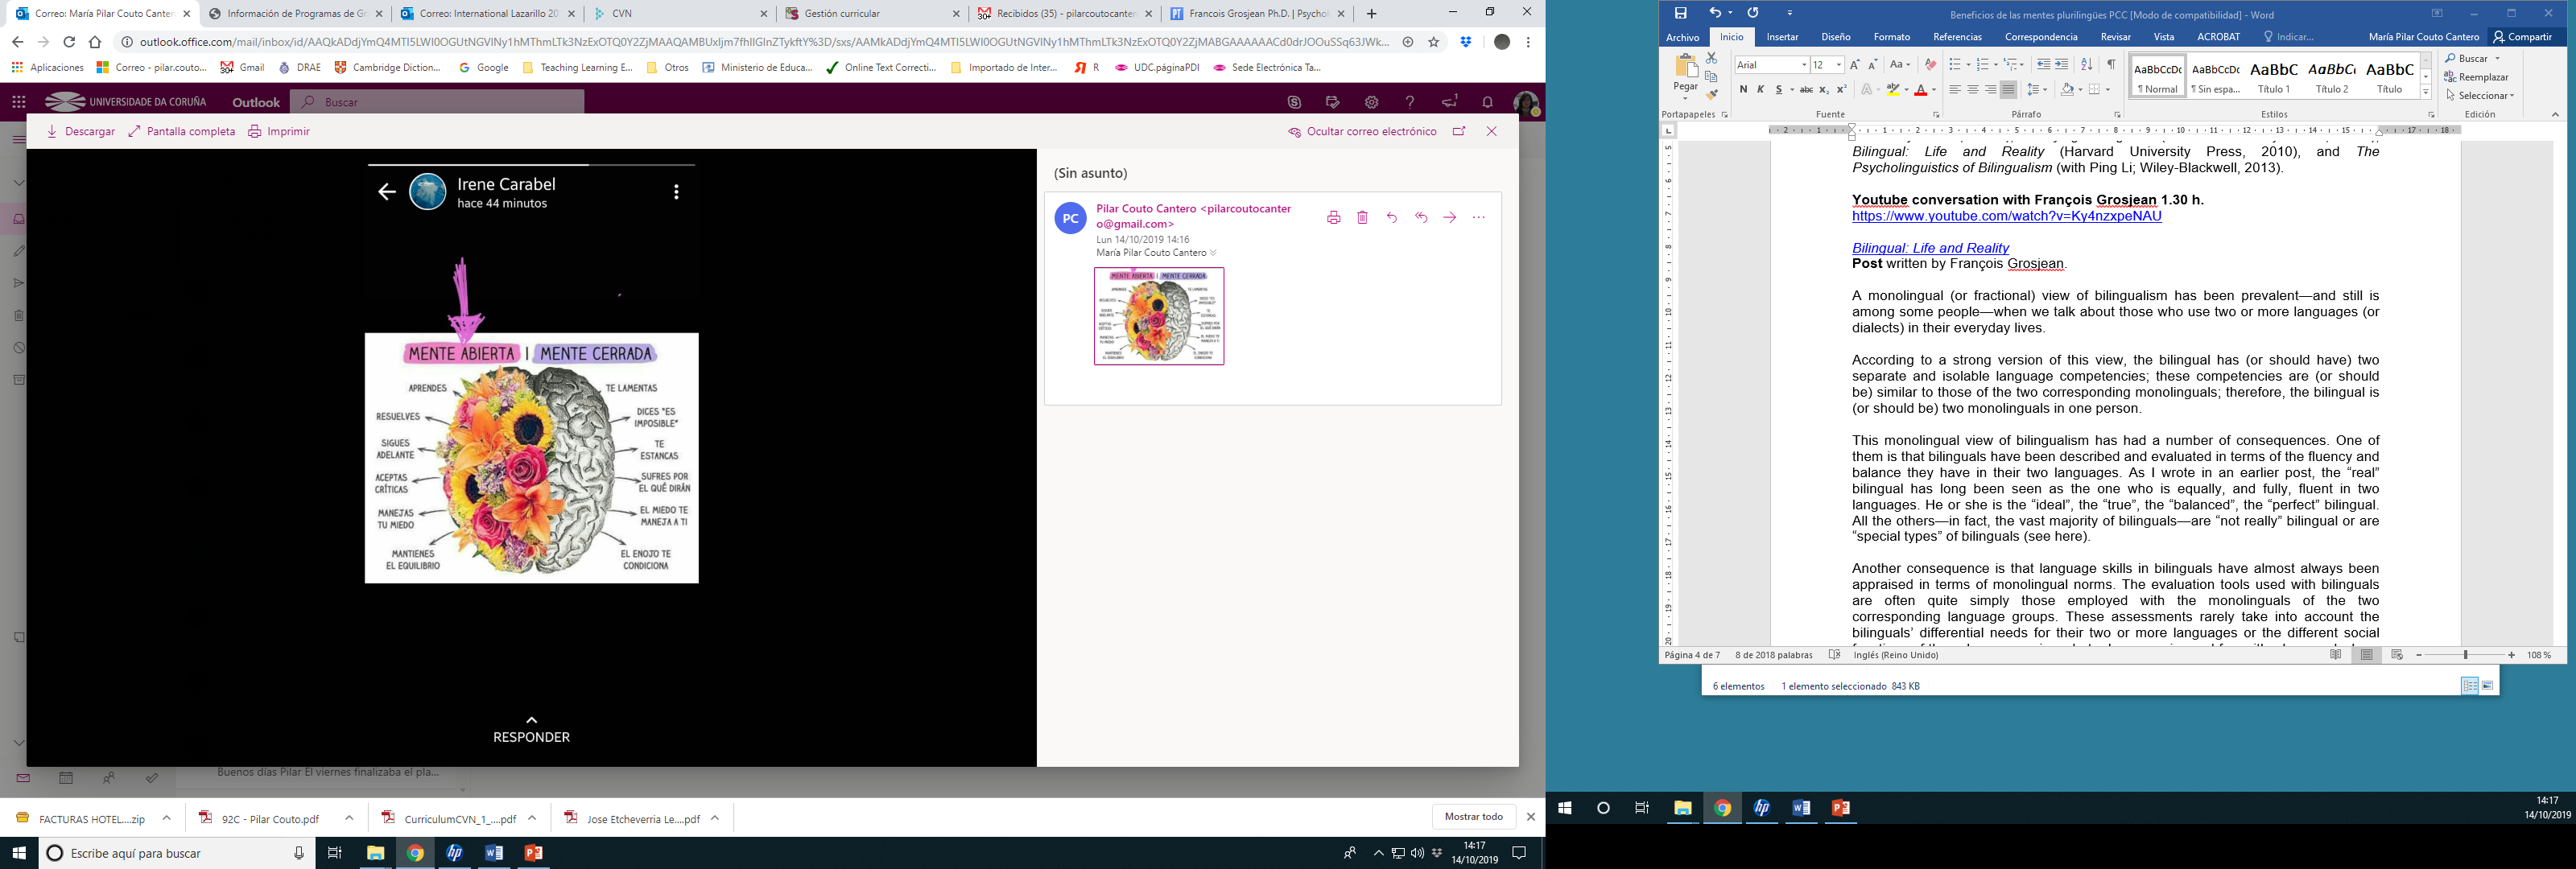 Correo: María Pilar Couto Canter
Información de Programas de Gr
Correo: International Lazarillo 20
CVN
Gestión curricular
Recibidos (35) - pilarcoutocanter
Francois Grosjean Ph.D. | Psychol
Aplicaciones
Correo - pilar.couto...
Gmail
DRAE
Cambridge Diction...
Google
Teaching Learning E...
Otros
Ministerio de Educa...
Online Text Correcti...
Importado de Inter...
R
UDC.páginaPDI
Sede Electrónica Ta...
UNIVERSIDADE DA CORUÑA
Outlook
Buscar
Descargar
Pantalla completa
Imprimir
Ocultar correo electrónico
Irene Carabel
hace 44 minutos
MENTE ABIERTA | MENTE CERRADA
APRENDES
RESUELVES
SIGUES
ADELANTE
ACEPTAS
CRÍTICAS
MANEJAS
TU MIEDO
MANTIENES
EL EQUILIBRIO
TE LAMENTAS
DICES "ES
IMPOSIBLE"
TE
ESTANCAS
SUFRES POR
EL QUÉ DIRÁN
EL MIEDO TE
MANEJA A TI
EL ENOJO TE
CONDICIONA
RESPONDER
(Sin asunto)
PC
Pilar Couto Cantero <pilarcoutocanter
o@gmail.com>
Lun 14/10/2019 14:16
María Pilar Couto Cantero
Buenos días Pilar El viernes finalizaba el pla...
FACTURAS HOTEL....zip
92C - Pilar Couto.pdf
CurriculumCVN_1_....pdf
Jose Etcheverria Le....pdf
Mostrar todo
Escribe aquí para buscar
14:17
14/10/2019
Beneficios de las mentes plurilingües PCC [Modo de compatibilidad] - Word
Archivo
Inicio
Insertar
Diseño
Formato
Referencias
Correspondencia
Revisar
Vista
ACROBAT
Indicar...
María Pilar Couto Cantero
Compartir
Pegar
Arial
12
N K S abc x₂ x²
Aa
AaBbCcDc
¶ Normal
AaBbCcDc
¶ Sin espa...
AaBbC
Título 1
AaBbCc
Título 2
AaBbC
Título
Buscar
Reemplazar
Seleccionar
Portapapeles
Fuente
Párrafo
Estilos
Edición
Bilingual: Life and Reality (Harvard University Press, 2010), and The
Psycholinguistics of Bilingualism (with Ping Li; Wiley-Blackwell, 2013).
Youtube conversation with François Grosjean 1.30 h.
https://www.youtube.com/watch?v=Ky4nzxpeNAU
Bilingual: Life and Reality
Post written by François Grosjean.
A monolingual (or fractional) view of bilingualism has been prevalent—and still is
among some people—when we talk about those who use two or more languages (or
dialects) in their everyday lives.
According to a strong version of this view, the bilingual has (or should have) two
separate and isolable language competencies; these competencies are (or should
be) similar to those of the two corresponding monolinguals; therefore, the bilingual is
(or should be) two monolinguals in one person.
This monolingual view of bilingualism has had a number of consequences. One of
them is that bilinguals have been described and evaluated in terms of the fluency and
balance they have in their two languages. As I wrote in an earlier post, the “real”
bilingual has long been seen as the one who is equally, and fully, fluent in two
languages. He or she is the “ideal”, the “true”, the “balanced”, the “perfect” bilingual.
All the others—in fact, the vast majority of bilinguals—are “not really” bilingual or are
“special types” of bilinguals (see here).
Another consequence is that language skills in bilinguals have almost always been
appraised in terms of monolingual norms. The evaluation tools used with bilinguals
are often quite simply those employed with the monolinguals of the two
corresponding language groups. These assessments rarely take into account the
bilinguals’ differential needs for their two or more languages or the different social
Página 4 de 7
8 de 2018 palabras
Inglés (Reino Unido)
108 %
6 elementos
1 elemento seleccionado 843 KB
14:17
14/10/2019